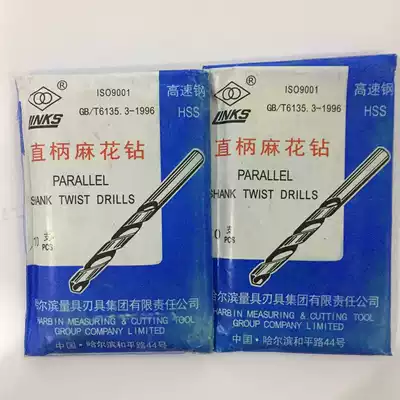 ®
LINKS
ISO9001
GB/T6135.3-1996
高速钢
HSS
直柄麻花钻
PARALLEL
SHANK TWIST DRILLS
10 支
PCS
哈尔滨量具刃具集团有限责任公司
HARBIN MEASURING & CUTTING TOOL
GROUP COMPANY LIMITED
中国·哈尔滨和平路44号
®
LINKS
ISO9001
GB/T6135.3-1996
高速钢
HSS
直柄麻花钻
PARALLEL
SHANK TWIST DRILLS
0 支
PCS
哈尔滨量具刃具集团有限责任公司
HARBIN MEASURING & CUTTING TOOL
GROUP COMPANY LIMITED
中国·哈尔滨和平路44号